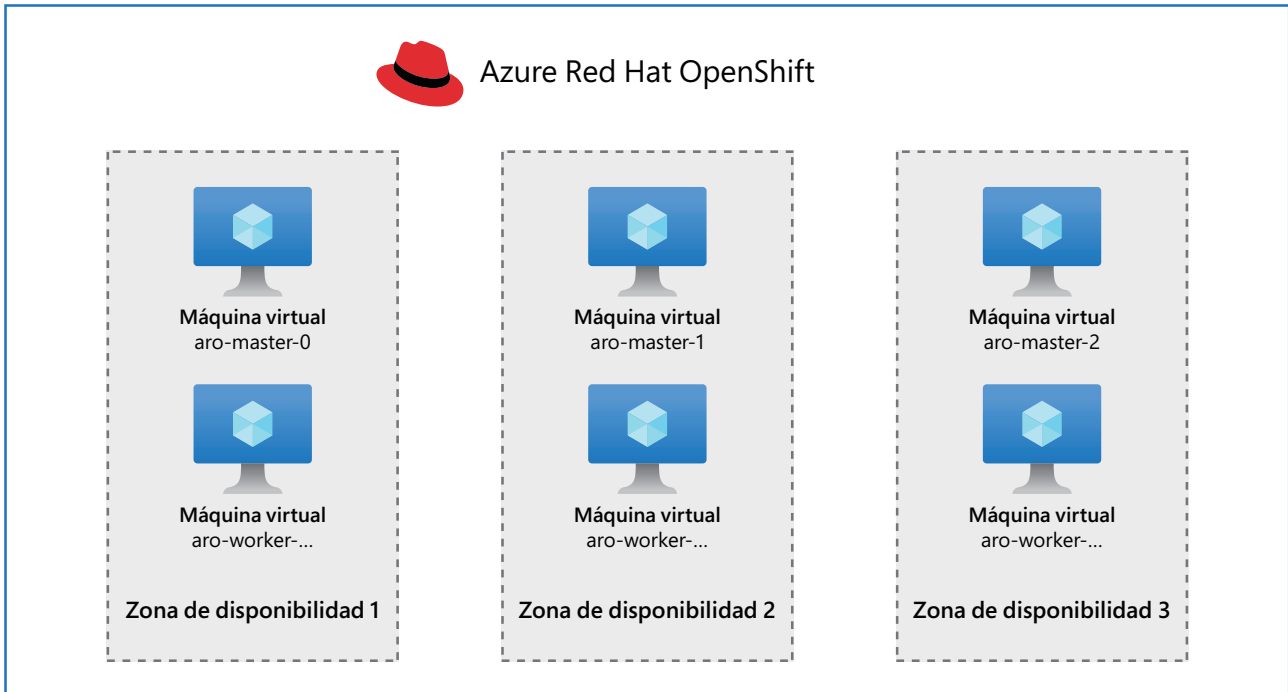 Azure Red Hat OpenShift
Máquina virtual
aro-master-0
Máquina virtual
aro-worker-...
Zona de disponibilidad 1
Máquina virtual
aro-master-1
Máquina virtual
aro-worker-...
Zona de disponibilidad 2
Máquina virtual
aro-master-2
Máquina virtual
aro-worker-...
Zona de disponibilidad 3